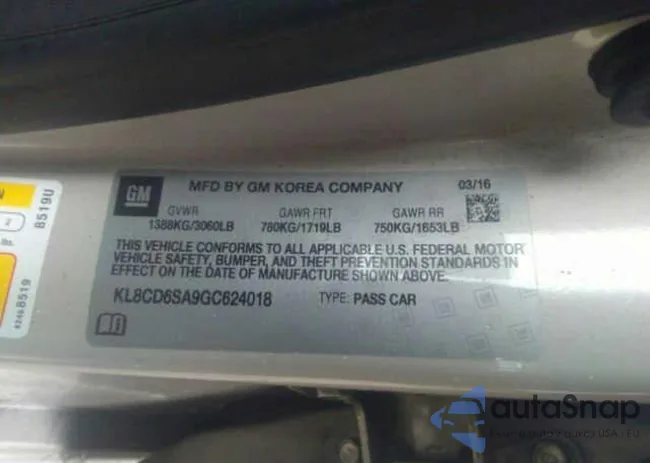 GM
MFD BY GM KOREA COMPANY 03/16
GVWR GAWR FRT GAWR RR
1388KG/3060LB 780KG/1719LB 750KG/1653LB
THIS VEHICLE CONFORMS TO ALL APPLICABLE U.S. FEDERAL MOTOR
VEHICLE SAFETY, BUMPER, AND THEFT PREVENTION STANDARDS IN
EFFECT ON THE DATE OF MANUFACTURE SHOWN ABOVE.
KL8CD6SA9GC624018 TYPE: PASS CAR
N
lbs.
8519U
42468519
autoSnap